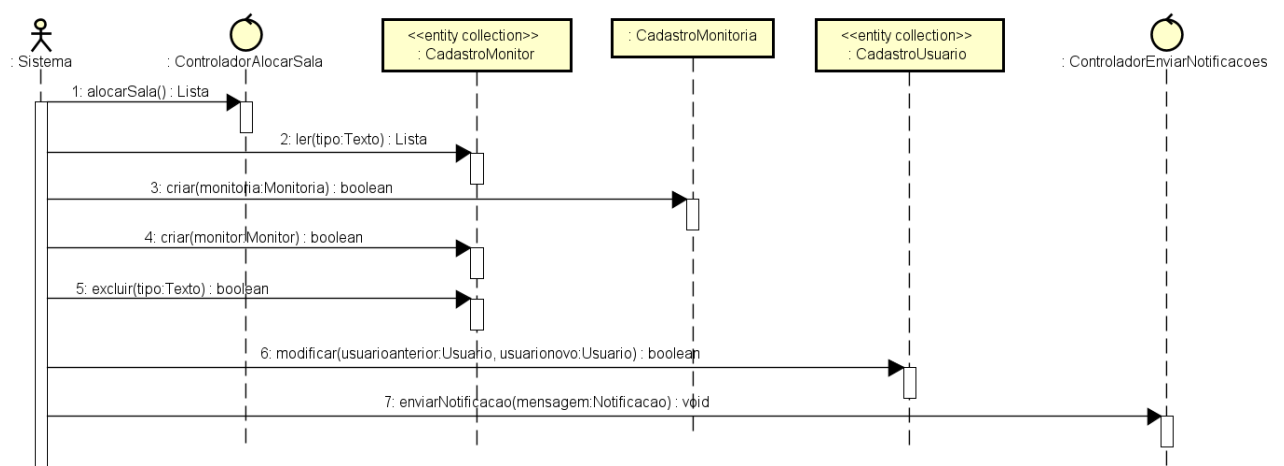 : Sistema
: ControladorAlocarSala
<<entity collection>>
: CadastroMonitor
: CadastroMonitoria
<<entity collection>>
: CadastroUsuario
: ControladorEnviarNotificacoes
1: alocarSala() : Lista
2: ler(tipo:Texto) : Lista
3: criar(monitoria:Monitoria) : boolean
4: criar(monitor:Monitor) : boolean
5: excluir(tipo:Texto) : boolean
6: modificar(usuarioanterior:Usuario, usuarionovo:Usuario) : boolean
7: enviarNotificacao(mensagem:Notificacao) : void